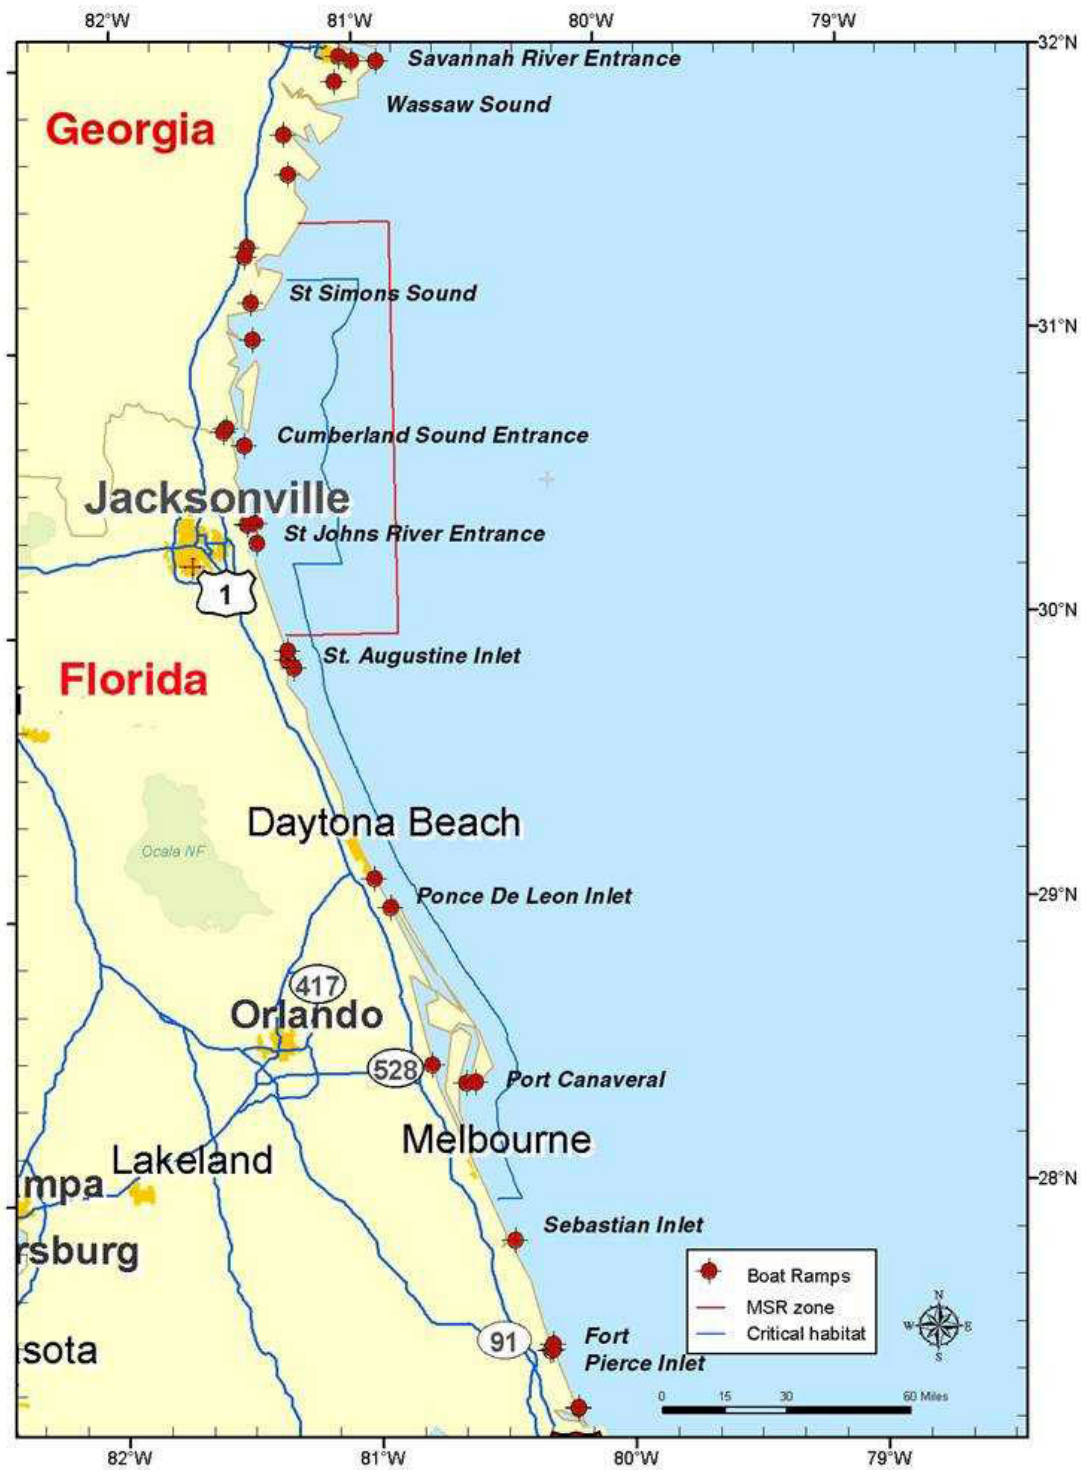 82°W 81°W 80°W 79°W
32°N
Savannah River Entrance
Wassaw Sound
Georgia
St Simons Sound
31°N
Cumberland Sound Entrance
Jacksonville
St Johns River Entrance
1
30°N
St. Augustine Inlet
Florida
Daytona Beach
Ocala NF
Ponce De Leon Inlet
29°N
417
Orlando
528
Port Canaveral
Melbourne
Lakeland
mpa
28°N
Sebastian Inlet
rsburg
Boat Ramps
MSR zone
Critical habitat
N
W E
S
91
Fort
Pierce Inlet
sota
0 15 30 60 Miles
82°W 81°W 80°W 79°W